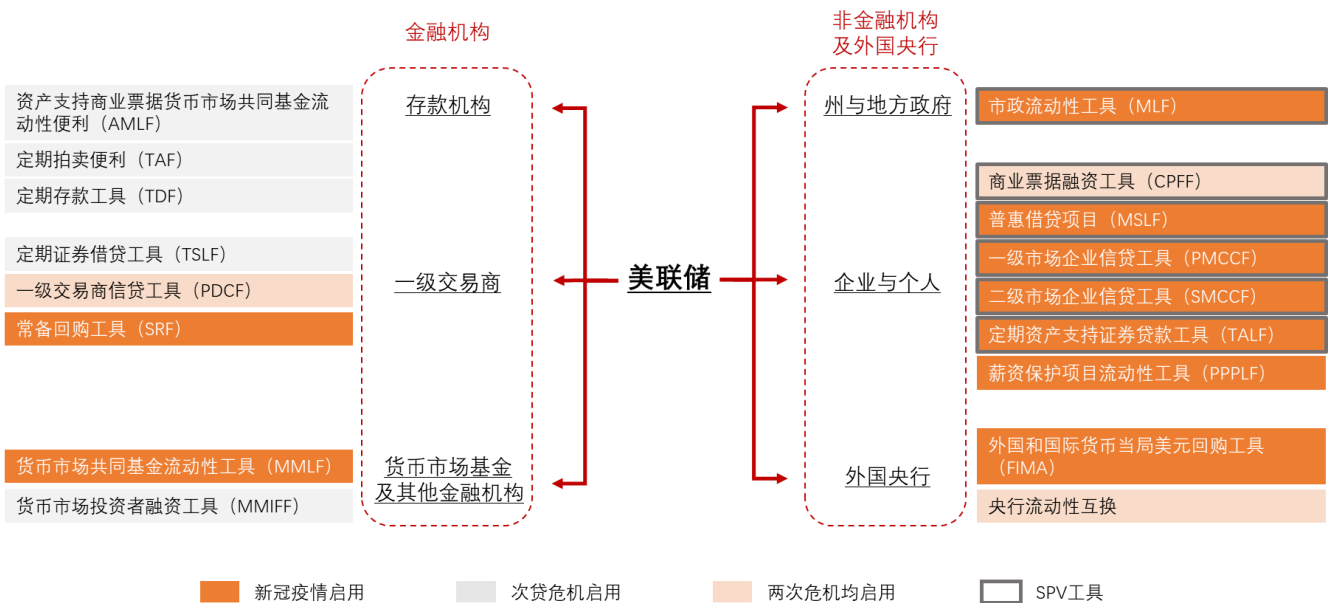 金融机构
资产支持商业票据货币市场共同基金流
动性便利（AMLF）
定期拍卖便利（TAF）
定期存款工具（TDF）
定期证券借贷工具（TSLF）
一级交易商信贷工具（PDCF）
常备回购工具（SRF）
货币市场共同基金流动性工具（MMLF）
货币市场投资者融资工具（MMIFF）
存款机构
一级交易商
货币市场基金
及其他金融机构
美联储
非金融机构
及外国央行
州与地方政府
企业与个人
外国央行
市政流动性工具（MLF）
商业票据融资工具（CPFF）
普惠借贷项目（MSLF）
一级市场企业信贷工具（PMCCF）
二级市场企业信贷工具（SMCCF）
定期资产支持证券贷款工具（TALF）
薪资保护项目流动性工具（PPPLF）
外国和国际货币当局美元回购工具
（FIMA）
央行流动性互换
新冠疫情启用
次贷危机启用
两次危机均启用
SPV工具